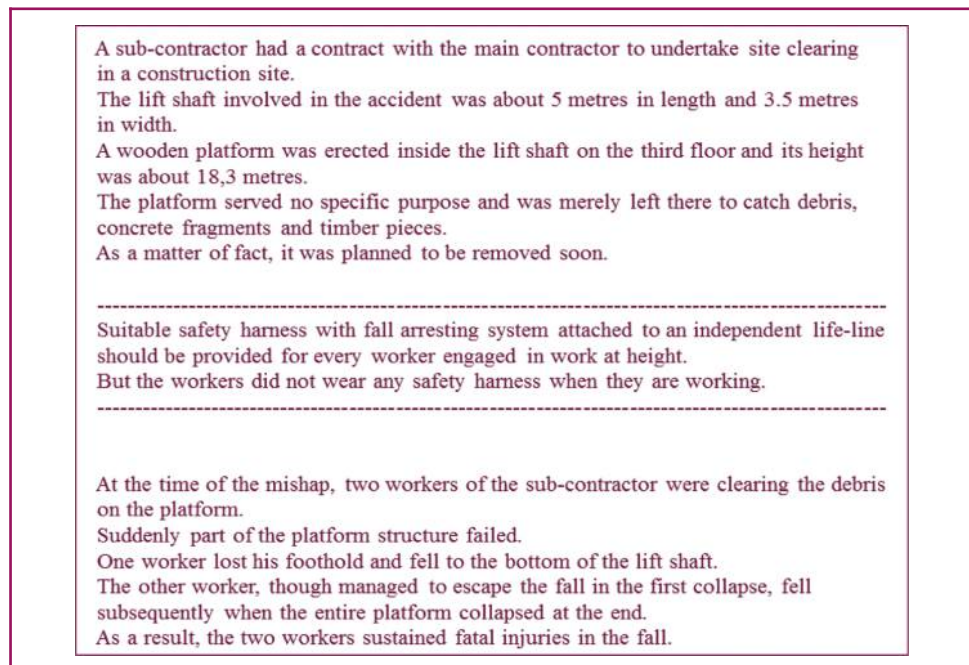 A sub-contractor had a contract with the main contractor to undertake site clearing
in a construction site.
The lift shaft involved in the accident was about 5 metres in length and 3.5 metres
in width.
A wooden platform was erected inside the lift shaft on the third floor and its height
was about 18,3 metres.
The platform served no specific purpose and was merely left there to catch debris,
concrete fragments and timber pieces.
As a matter of fact, it was planned to be removed soon.
--------------------------------------------------------------------------------------------------------
Suitable safety harness with fall arresting system attached to an independent life-line
should be provided for every worker engaged in work at height.
But the workers did not wear any safety harness when they are working.
--------------------------------------------------------------------------------------------------------
At the time of the mishap, two workers of the sub-contractor were clearing the debris
on the platform.
Suddenly part of the platform structure failed.
One worker lost his foothold and fell to the bottom of the lift shaft.
The other worker, though managed to escape the fall in the first collapse, fell
subsequently when the entire platform collapsed at the end.
As a result, the two workers sustained fatal injuries in the fall.